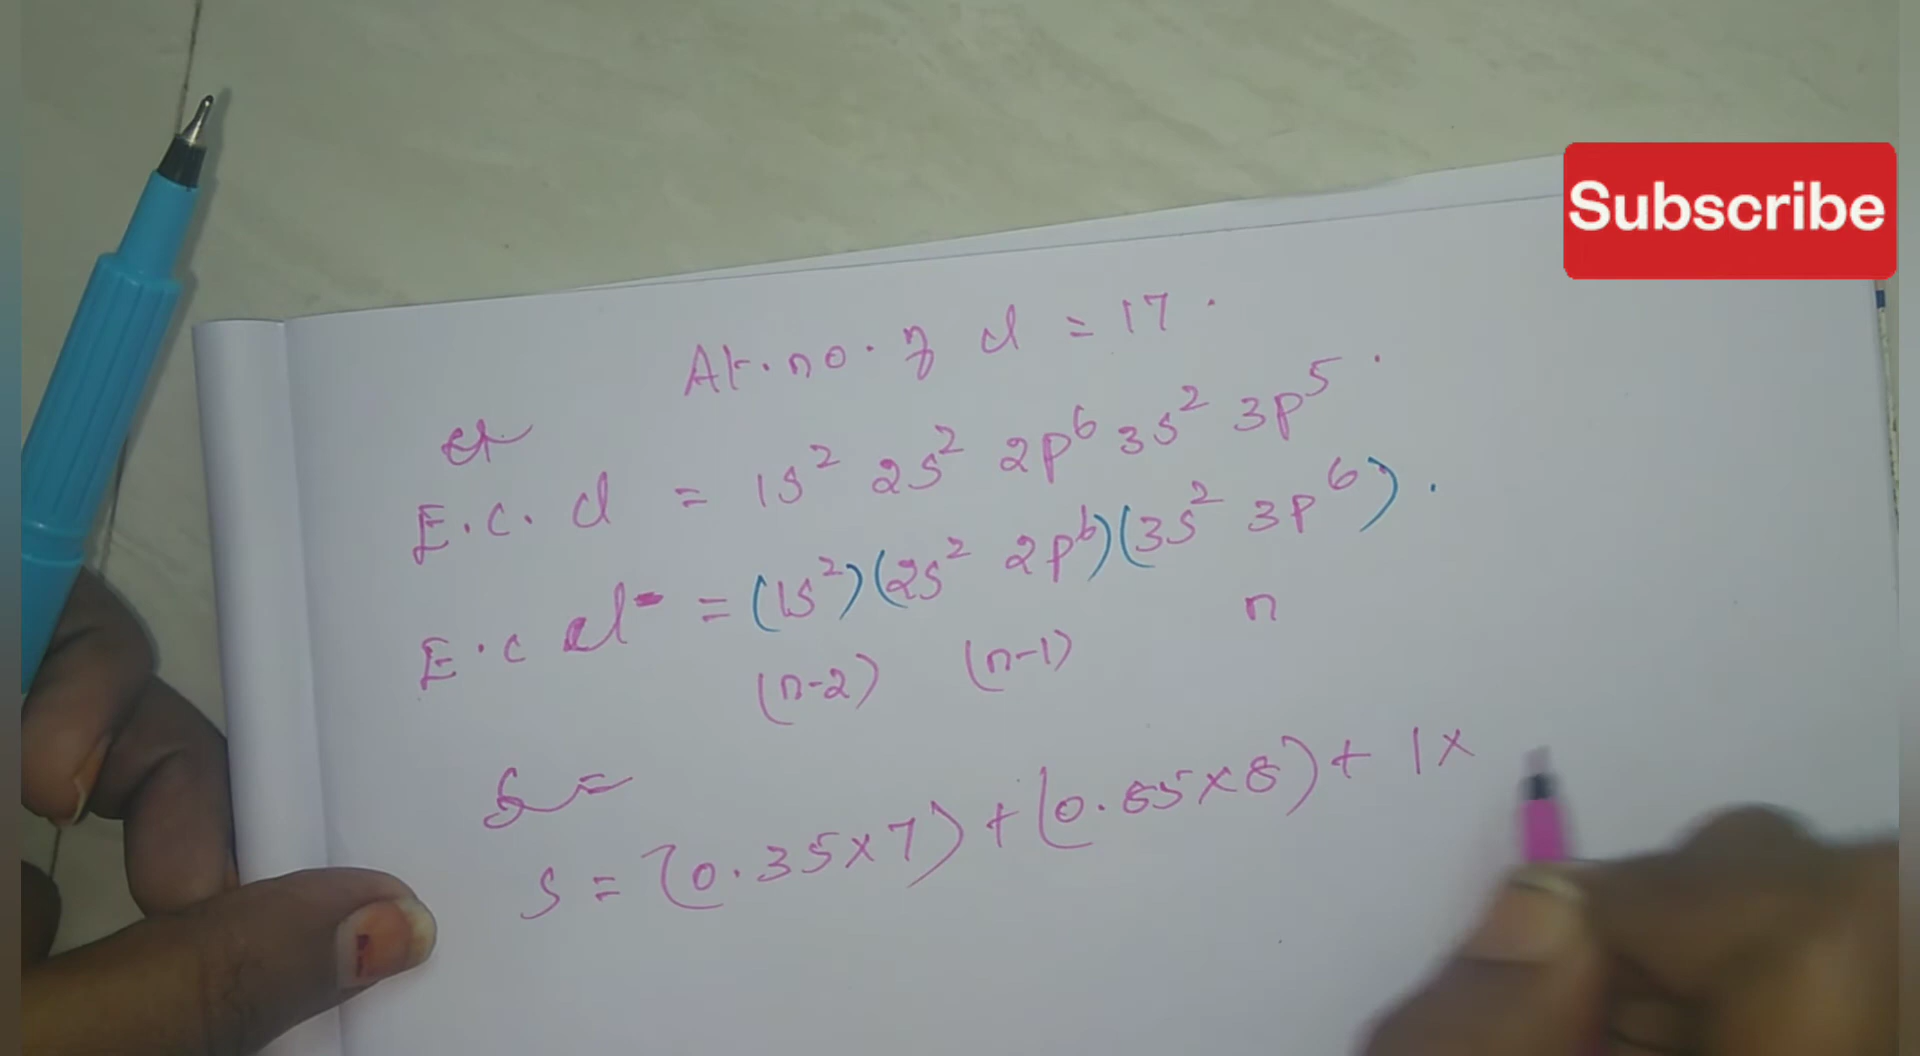 Subscribe
At.no. of Cl = 17.
E.C. Cl = 1s² 2s² 2p⁶ 3s² 3p⁵.
E.C Cl⁻ = (1s²)(2s² 2p⁶)(3s² 3p⁶).
(n-2) (n-1) n
S = (0.35×7) + (0.85×8) + 1×